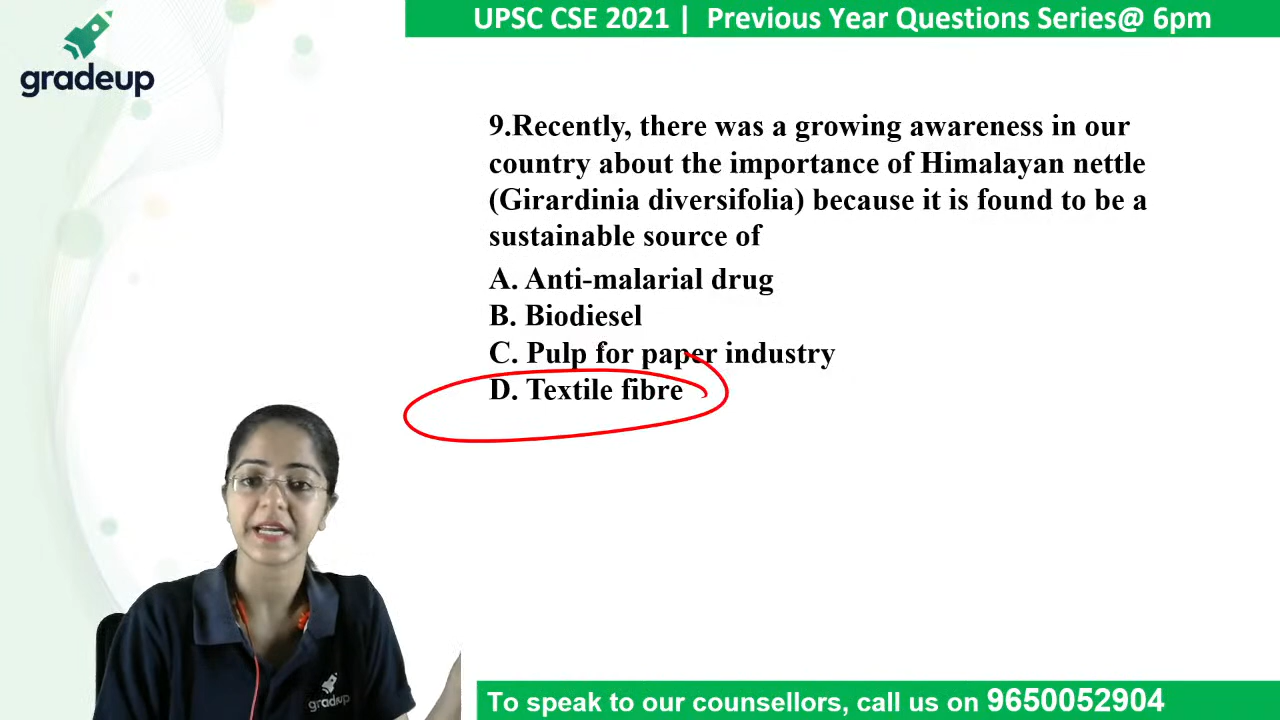 UPSC CSE 2021 | Previous Year Questions Series@ 6pm
gradeup
9.Recently, there was a growing awareness in our
country about the importance of Himalayan nettle
(Girardinia diversifolia) because it is found to be a
sustainable source of
A. Anti-malarial drug
B. Biodiesel
C. Pulp for paper industry
D. Textile fibre
gradeup
To speak to our counsellors, call us on 9650052904